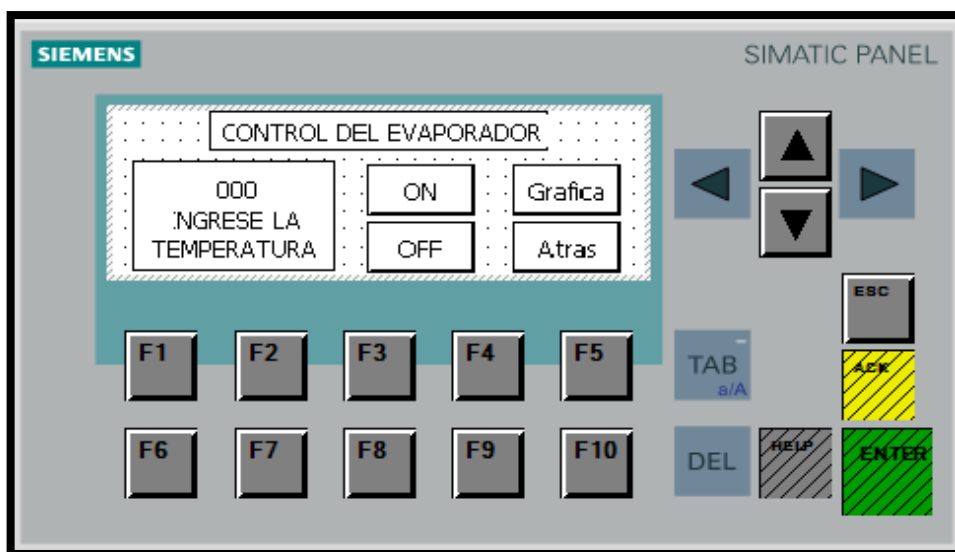 SIEMENS
SIMATIC PANEL
CONTROL DEL EVAPORADOR
000
INGRESE LA
TEMPERATURA
ON
OFF
Grafica
Atras
ESC
F1 F2 F3 F4 F5
TAB
a/A
ACK
F6 F7 F8 F9 F10
DEL
HELP
ENTER